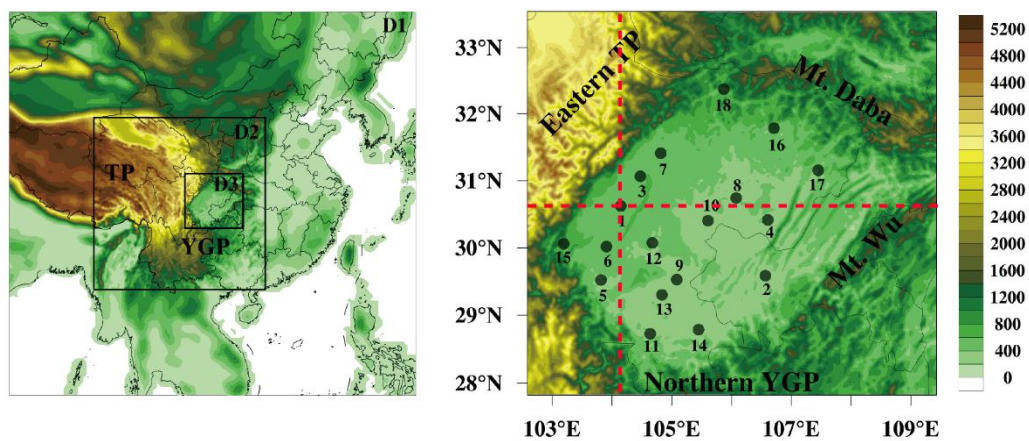 D1
D2
TP
D3
YGP
33°N
32°N
31°N
30°N
29°N
28°N
Eastern TP
Mt. Daba
18
16
7
3
17
8
10
1
4
Mt. Wu
15
6
12
5
9
2
13
11
14
Northern YGP
103°E 105°E 107°E 109°E
5200
4800
4400
4000
3600
3200
2800
2400
2000
1600
1200
800
400
0